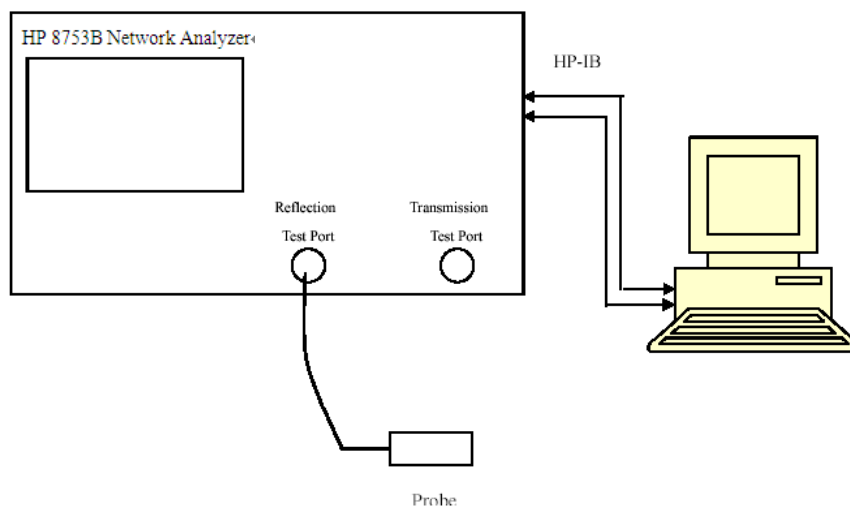 HP 8753B Network Analyzer↵
HP-IB
Reflection
Test Port
Transmission
Test Port
Probe